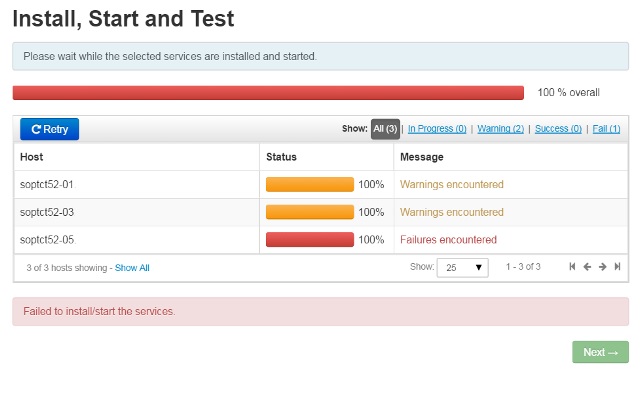 Install, Start and Test
Please wait while the selected services are installed and started.
100 % overall
Retry Show: All (3) | In Progress (0) | Warning (2) | Success (0) | Fail (1)
Host Status Message
soptct52-01 100% Warnings encountered
soptct52-03 100% Warnings encountered
soptct52-05 100% Failures encountered
3 of 3 hosts showing - Show All Show: 25 1 - 3 of 3
Failed to install/start the services.
Next →